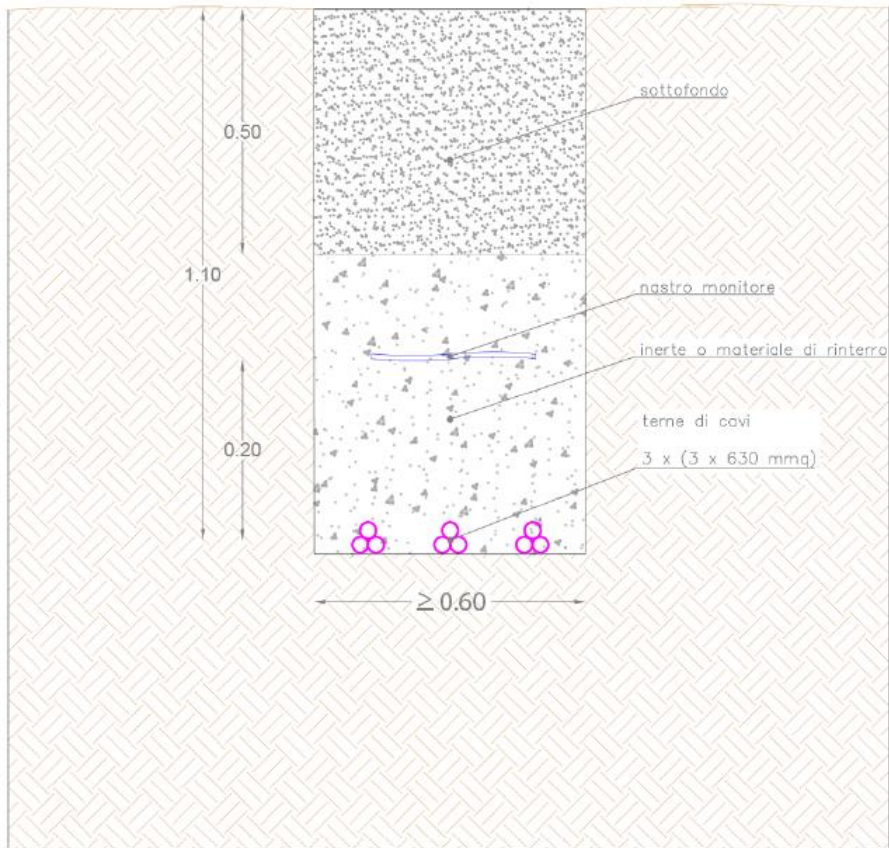 sottofondo
0.50
1.10
nastro monitore
inerte o materiale di rinterro
terne di cavi
0.20
3 x (3 x 630 mmq)
≥ 0.60